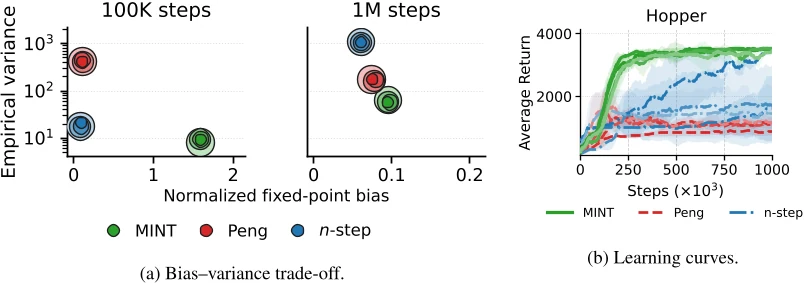 100K steps
1M steps
Empirical variance
10³
10²
10¹
0 1 2
0 0.1 0.2
Normalized fixed-point bias
MINT Peng n-step
(a) Bias–variance trade-off.
Hopper
Average Return
4000
2000
0 250 500 750 1000
Steps (×10³)
MINT Peng n-step
(b) Learning curves.